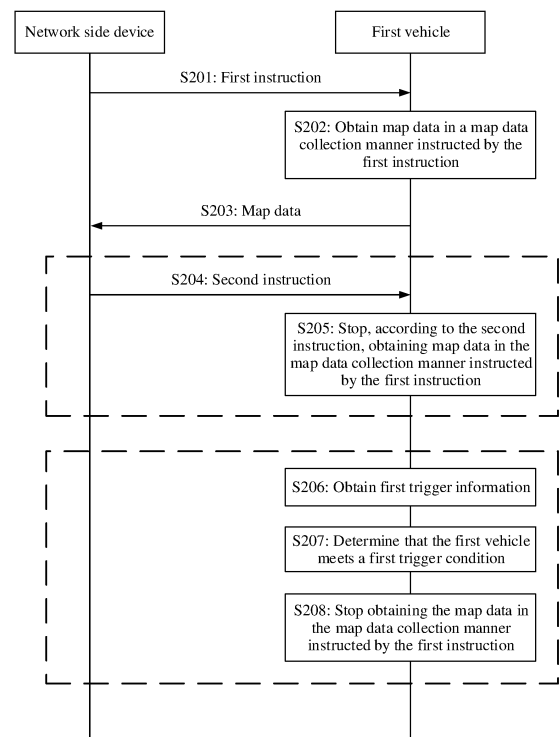 Network side device
First vehicle
S201: First instruction
S202: Obtain map data in a map data
collection manner instructed by the
first instruction
S203: Map data
S204: Second instruction
S205: Stop, according to the second
instruction, obtaining map data in the
map data collection manner instructed
by the first instruction
S206: Obtain first trigger information
S207: Determine that the first vehicle
meets a first trigger condition
S208: Stop obtaining the map data in
the map data collection manner
instructed by the first instruction